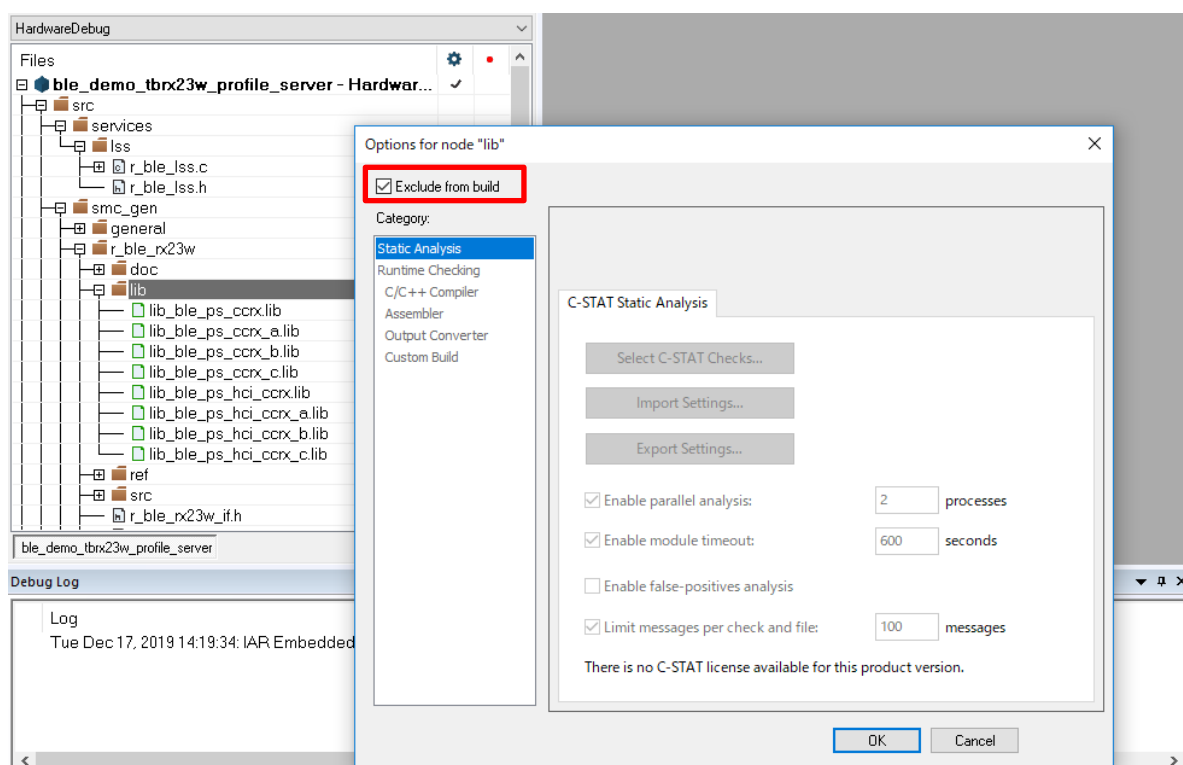 HardwareDebug
Files
ble_demo_tbrx23w_profile_server - Hardwar...
src
services
lss
r_ble_lss.c
r_ble_lss.h
smc_gen
general
r_ble_rx23w
doc
lib
lib_ble_ps_ccrx.lib
lib_ble_ps_ccrx_a.lib
lib_ble_ps_ccrx_b.lib
lib_ble_ps_ccrx_c.lib
lib_ble_ps_hci_ccrx.lib
lib_ble_ps_hci_ccrx_a.lib
lib_ble_ps_hci_ccrx_b.lib
lib_ble_ps_hci_ccrx_c.lib
ref
src
r_ble_rx23w_if.h
ble_demo_tbrx23w_profile_server
Debug Log
Log
Tue Dec 17, 2019 14:19:34: IAR Embedded
Options for node "lib"
Exclude from build
Category:
Static Analysis
Runtime Checking
C/C++ Compiler
Assembler
Output Converter
Custom Build
C-STAT Static Analysis
Select C-STAT Checks...
Import Settings...
Export Settings...
Enable parallel analysis: 2 processes
Enable module timeout: 600 seconds
Enable false-positives analysis
Limit messages per check and file: 100 messages
There is no C-STAT license available for this product version.
OK Cancel